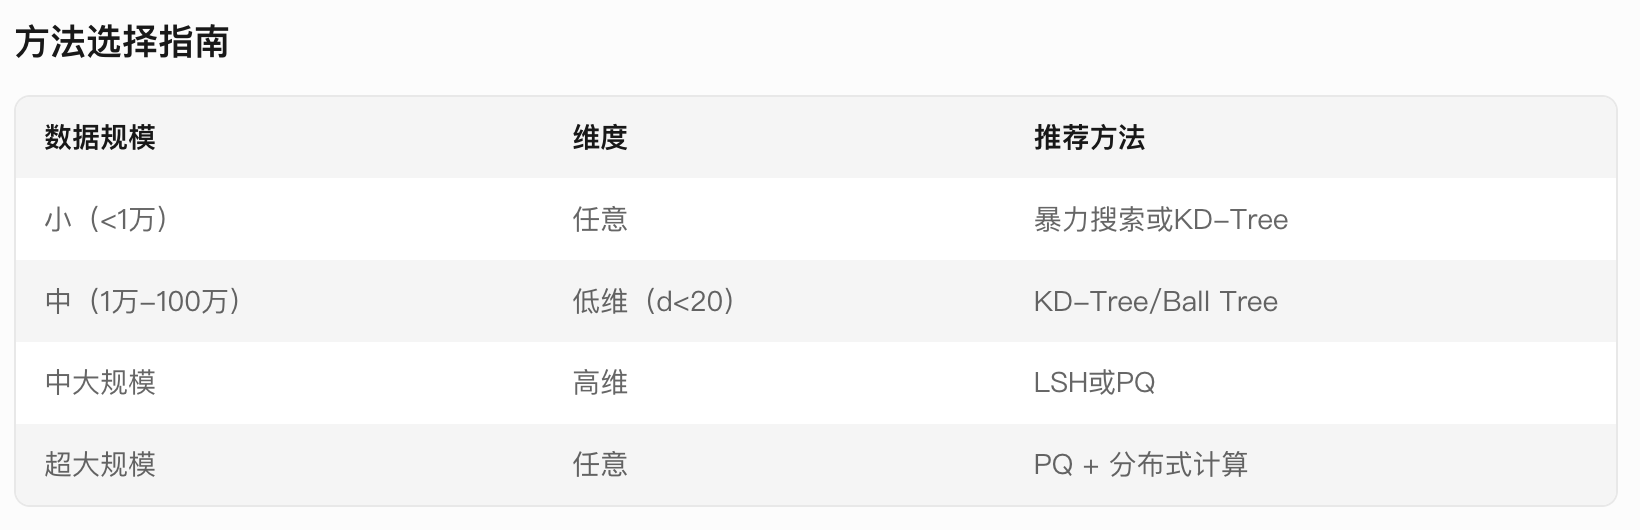 方法选择指南
数据规模 维度 推荐方法
小（<1万） 任意 暴力搜索或KD-Tree
中（1万-100万） 低维（d<20） KD-Tree/Ball Tree
中大规模 高维 LSH或PQ
超大规模 任意 PQ + 分布式计算